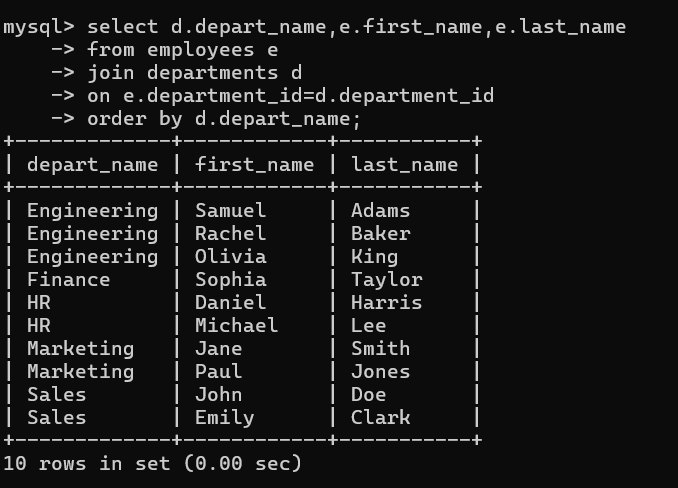 mysql> select d.depart_name,e.first_name,e.last_name
    -> from employees e
    -> join departments d
    -> on e.department_id=d.department_id
    -> order by d.depart_name;
+-------------+------------+-----------+
| depart_name | first_name | last_name |
+-------------+------------+-----------+
| Engineering | Samuel     | Adams     |
| Engineering | Rachel     | Baker     |
| Engineering | Olivia     | King      |
| Finance     | Sophia     | Taylor    |
| HR          | Daniel     | Harris    |
| HR          | Michael    | Lee       |
| Marketing   | Jane       | Smith     |
| Marketing   | Paul       | Jones     |
| Sales       | John       | Doe       |
| Sales       | Emily      | Clark     |
+-------------+------------+-----------+
10 rows in set (0.00 sec)